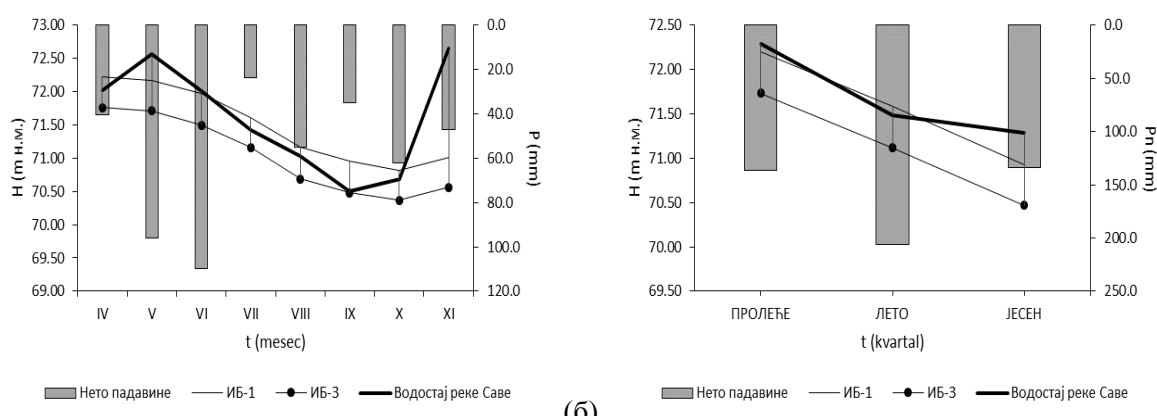 73.00
72.50
72.00
71.50
71.00
70.50
70.00
69.50
69.00
H (m н.м.)
0.0
20.0
40.0
60.0
80.0
100.0
120.0
P (mm)
IV V VI VII VIII IX X XI
t (mesec)
Нето падавине ИБ-1 ИБ-3 Водостај реке Саве
72.50
72.00
71.50
71.00
70.50
70.00
69.50
H (m н.м.)
0.0
50.0
100.0
150.0
200.0
250.0
Pn (mm)
ПРОЛЕЋЕ ЛЕТО ЈЕСЕН
t (kvartal)
Нето падавине ИБ-1 ИБ-3 Водостај реке Саве
(б)